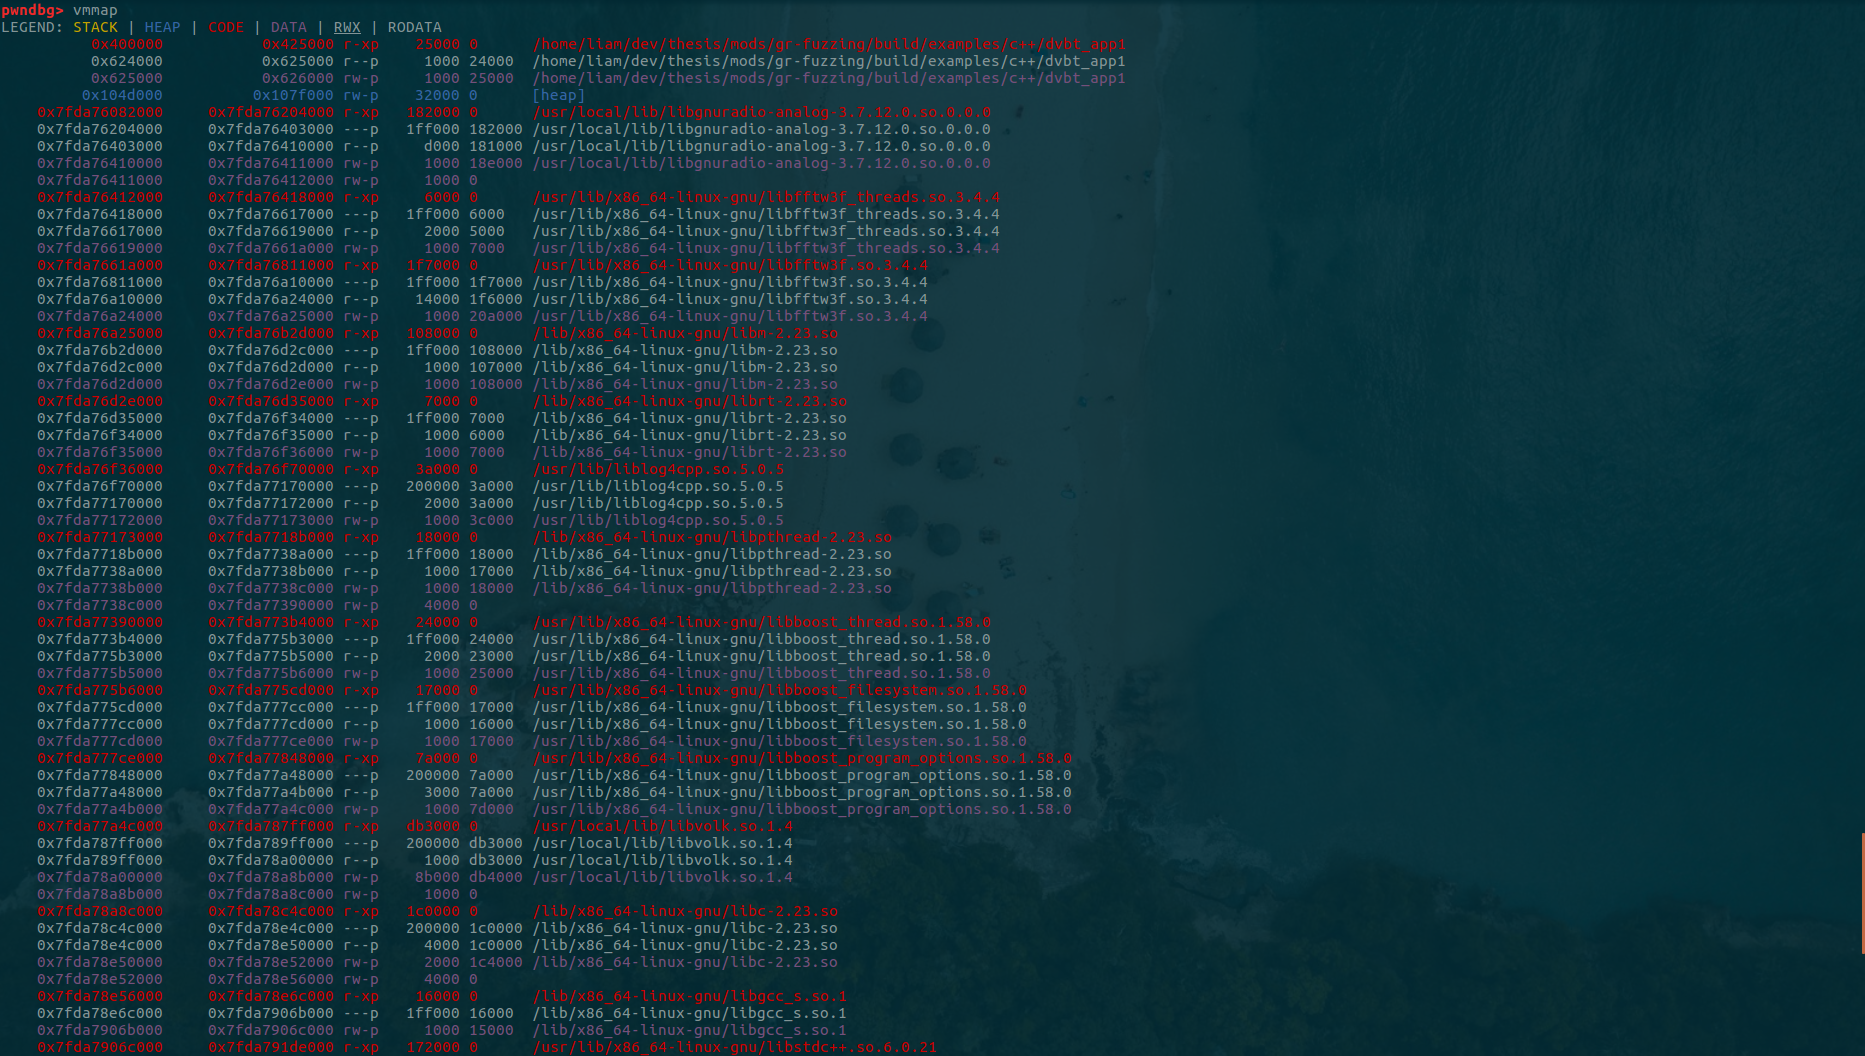 pwndbg> vmmap
LEGEND: STACK | HEAP | CODE | DATA | RWX | RODATA
0x400000 0x425000 r-xp 25000 0 /home/liam/dev/thesis/mods/gr-fuzzing/build/examples/c++/dvbt_app1
0x624000 0x625000 r--p 1000 24000 /home/liam/dev/thesis/mods/gr-fuzzing/build/examples/c++/dvbt_app1
0x625000 0x626000 rw-p 1000 25000 /home/liam/dev/thesis/mods/gr-fuzzing/build/examples/c++/dvbt_app1
0x104d000 0x107f000 rw-p 32000 0 [heap]
0x7fda76082000 0x7fda76204000 r-xp 182000 0 /usr/local/lib/libgnuradio-analog-3.7.12.0.so.0.0.0
0x7fda76204000 0x7fda76403000 ---p 1ff000 182000 /usr/local/lib/libgnuradio-analog-3.7.12.0.so.0.0.0
0x7fda76403000 0x7fda76410000 r--p d000 181000 /usr/local/lib/libgnuradio-analog-3.7.12.0.so.0.0.0
0x7fda76410000 0x7fda76411000 rw-p 1000 18e000 /usr/local/lib/libgnuradio-analog-3.7.12.0.so.0.0.0
0x7fda76411000 0x7fda76412000 rw-p 1000 0
0x7fda76412000 0x7fda76418000 r-xp 6000 0 /usr/lib/x86_64-linux-gnu/libfftw3f_threads.so.3.4.4
0x7fda76418000 0x7fda76617000 ---p 1ff000 6000 /usr/lib/x86_64-linux-gnu/libfftw3f_threads.so.3.4.4
0x7fda76617000 0x7fda76619000 r--p 2000 5000 /usr/lib/x86_64-linux-gnu/libfftw3f_threads.so.3.4.4
0x7fda76619000 0x7fda7661a000 rw-p 1000 7000 /usr/lib/x86_64-linux-gnu/libfftw3f_threads.so.3.4.4
0x7fda7661a000 0x7fda76811000 r-xp 1f7000 0 /usr/lib/x86_64-linux-gnu/libfftw3f.so.3.4.4
0x7fda76811000 0x7fda76a10000 ---p 1ff000 1f7000 /usr/lib/x86_64-linux-gnu/libfftw3f.so.3.4.4
0x7fda76a10000 0x7fda76a24000 r--p 14000 1f6000 /usr/lib/x86_64-linux-gnu/libfftw3f.so.3.4.4
0x7fda76a24000 0x7fda76a25000 rw-p 1000 20a000 /usr/lib/x86_64-linux-gnu/libfftw3f.so.3.4.4
0x7fda76a25000 0x7fda76b2d000 r-xp 108000 0 /lib/x86_64-linux-gnu/libm-2.23.so
0x7fda76b2d000 0x7fda76d2c000 ---p 1ff000 108000 /lib/x86_64-linux-gnu/libm-2.23.so
0x7fda76d2c000 0x7fda76d2d000 r--p 1000 107000 /lib/x86_64-linux-gnu/libm-2.23.so
0x7fda76d2d000 0x7fda76d2e000 rw-p 1000 108000 /lib/x86_64-linux-gnu/libm-2.23.so
0x7fda76d2e000 0x7fda76d35000 r-xp 7000 0 /lib/x86_64-linux-gnu/librt-2.23.so
0x7fda76d35000 0x7fda76f34000 ---p 1ff000 7000 /lib/x86_64-linux-gnu/librt-2.23.so
0x7fda76f34000 0x7fda76f35000 r--p 1000 6000 /lib/x86_64-linux-gnu/librt-2.23.so
0x7fda76f35000 0x7fda76f36000 rw-p 1000 7000 /lib/x86_64-linux-gnu/librt-2.23.so
0x7fda76f36000 0x7fda76f70000 r-xp 3a000 0 /usr/lib/liblog4cpp.so.5.0.5
0x7fda76f70000 0x7fda77170000 ---p 200000 3a000 /usr/lib/liblog4cpp.so.5.0.5
0x7fda77170000 0x7fda77172000 r--p 2000 3a000 /usr/lib/liblog4cpp.so.5.0.5
0x7fda77172000 0x7fda77173000 rw-p 1000 3c000 /usr/lib/liblog4cpp.so.5.0.5
0x7fda77173000 0x7fda7718b000 r-xp 18000 0 /lib/x86_64-linux-gnu/libpthread-2.23.so
0x7fda7718b000 0x7fda7738a000 ---p 1ff000 18000 /lib/x86_64-linux-gnu/libpthread-2.23.so
0x7fda7738a000 0x7fda7738b000 r--p 1000 17000 /lib/x86_64-linux-gnu/libpthread-2.23.so
0x7fda7738b000 0x7fda7738c000 rw-p 1000 18000 /lib/x86_64-linux-gnu/libpthread-2.23.so
0x7fda7738c000 0x7fda77390000 rw-p 4000 0
0x7fda77390000 0x7fda773b4000 r-xp 24000 0 /usr/lib/x86_64-linux-gnu/libboost_thread.so.1.58.0
0x7fda773b4000 0x7fda775b3000 ---p 1ff000 24000 /usr/lib/x86_64-linux-gnu/libboost_thread.so.1.58.0
0x7fda775b3000 0x7fda775b5000 r--p 2000 23000 /usr/lib/x86_64-linux-gnu/libboost_thread.so.1.58.0
0x7fda775b5000 0x7fda775b6000 rw-p 1000 25000 /usr/lib/x86_64-linux-gnu/libboost_thread.so.1.58.0
0x7fda775b6000 0x7fda775cd000 r-xp 17000 0 /usr/lib/x86_64-linux-gnu/libboost_filesystem.so.1.58.0
0x7fda775cd000 0x7fda777cc000 ---p 1ff000 17000 /usr/lib/x86_64-linux-gnu/libboost_filesystem.so.1.58.0
0x7fda777cc000 0x7fda777cd000 r--p 1000 16000 /usr/lib/x86_64-linux-gnu/libboost_filesystem.so.1.58.0
0x7fda777cd000 0x7fda777ce000 rw-p 1000 17000 /usr/lib/x86_64-linux-gnu/libboost_filesystem.so.1.58.0
0x7fda777ce000 0x7fda77848000 r-xp 7a000 0 /usr/lib/x86_64-linux-gnu/libboost_program_options.so.1.58.0
0x7fda77848000 0x7fda77a48000 ---p 200000 7a000 /usr/lib/x86_64-linux-gnu/libboost_program_options.so.1.58.0
0x7fda77a48000 0x7fda77a4b000 r--p 3000 7a000 /usr/lib/x86_64-linux-gnu/libboost_program_options.so.1.58.0
0x7fda77a4b000 0x7fda77a4c000 rw-p 1000 7d000 /usr/lib/x86_64-linux-gnu/libboost_program_options.so.1.58.0
0x7fda77a4c000 0x7fda787ff000 r-xp db3000 0 /usr/local/lib/libvolk.so.1.4
0x7fda787ff000 0x7fda789ff000 ---p 200000 db3000 /usr/local/lib/libvolk.so.1.4
0x7fda789ff000 0x7fda78a00000 r--p 1000 db3000 /usr/local/lib/libvolk.so.1.4
0x7fda78a00000 0x7fda78a8b000 rw-p 8b000 db4000 /usr/local/lib/libvolk.so.1.4
0x7fda78a8b000 0x7fda78a8c000 rw-p 1000 0
0x7fda78a8c000 0x7fda78c4c000 r-xp 1c0000 0 /lib/x86_64-linux-gnu/libc-2.23.so
0x7fda78c4c000 0x7fda78e4c000 ---p 200000 1c0000 /lib/x86_64-linux-gnu/libc-2.23.so
0x7fda78e4c000 0x7fda78e50000 r--p 4000 1c0000 /lib/x86_64-linux-gnu/libc-2.23.so
0x7fda78e50000 0x7fda78e52000 rw-p 2000 1c4000 /lib/x86_64-linux-gnu/libc-2.23.so
0x7fda78e52000 0x7fda78e56000 rw-p 4000 0
0x7fda78e56000 0x7fda78e6c000 r-xp 16000 0 /lib/x86_64-linux-gnu/libgcc_s.so.1
0x7fda78e6c000 0x7fda7906b000 ---p 1ff000 16000 /lib/x86_64-linux-gnu/libgcc_s.so.1
0x7fda7906b000 0x7fda7906c000 rw-p 1000 15000 /lib/x86_64-linux-gnu/libgcc_s.so.1
0x7fda7906c000 0x7fda791de000 r-xp 172000 0 /usr/lib/x86_64-linux-gnu/libstdc++.so.6.0.21